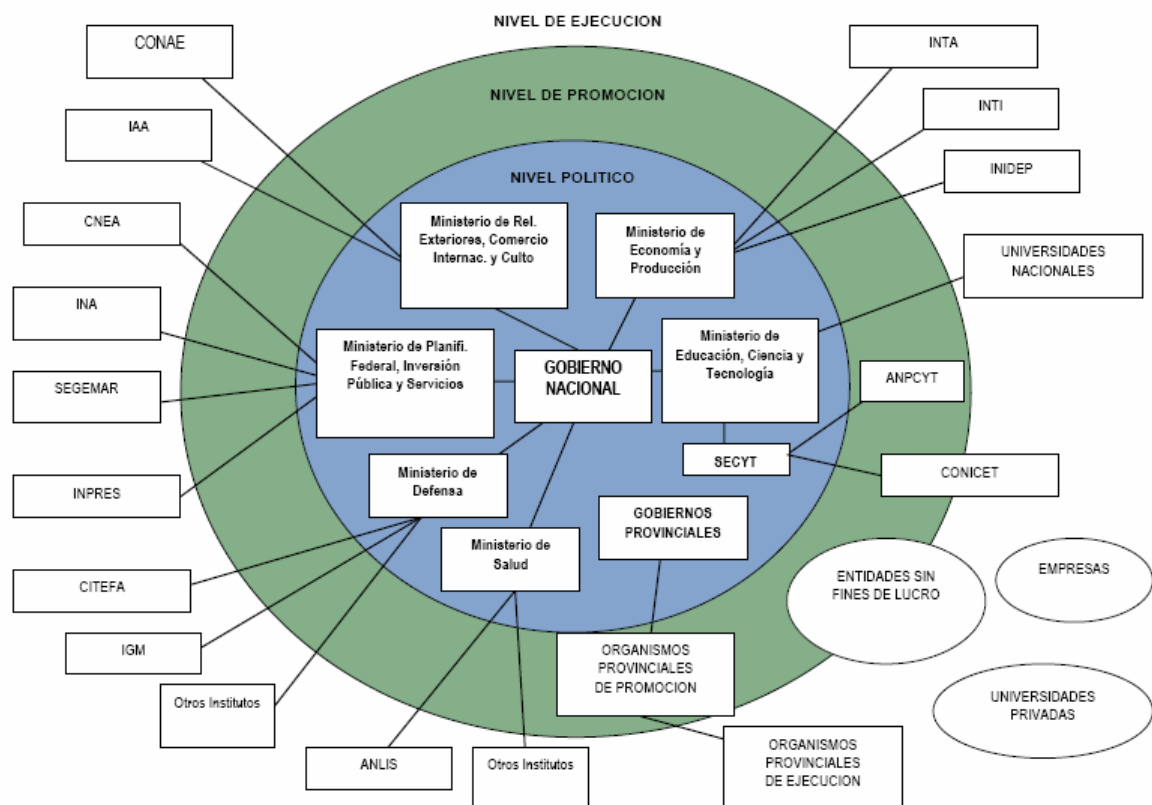 NIVEL DE EJECUCION
CONAE
INTA
NIVEL DE PROMOCION
INTI
IAA
INIDEP
NIVEL POLITICO
CNEA
Ministerio de Rel.
Exteriores, Comercio
Internac. y Culto
Ministerio de
Economía y
Producción
UNIVERSIDADES
NACIONALES
INA
Ministerio de Planifi.
Federal, Inversión
Pública y Servicios
GOBIERNO
NACIONAL
Ministerio de
Educación, Ciencia y
Tecnología
SEGEMAR
ANPCYT
SECYT
CONICET
INPRES
Ministerio de
Defensa
GOBIERNOS
PROVINCIALES
Ministerio de
Salud
CITEFA
ENTIDADES SIN
FINES DE LUCRO
EMPRESAS
IGM
ORGANISMOS
PROVINCIALES
DE PROMOCION
Otros Institutos
UNIVERSIDADES
PRIVADAS
ANLIS
Otros Institutos
ORGANISMOS
PROVINCIALES
DE EJECUCION